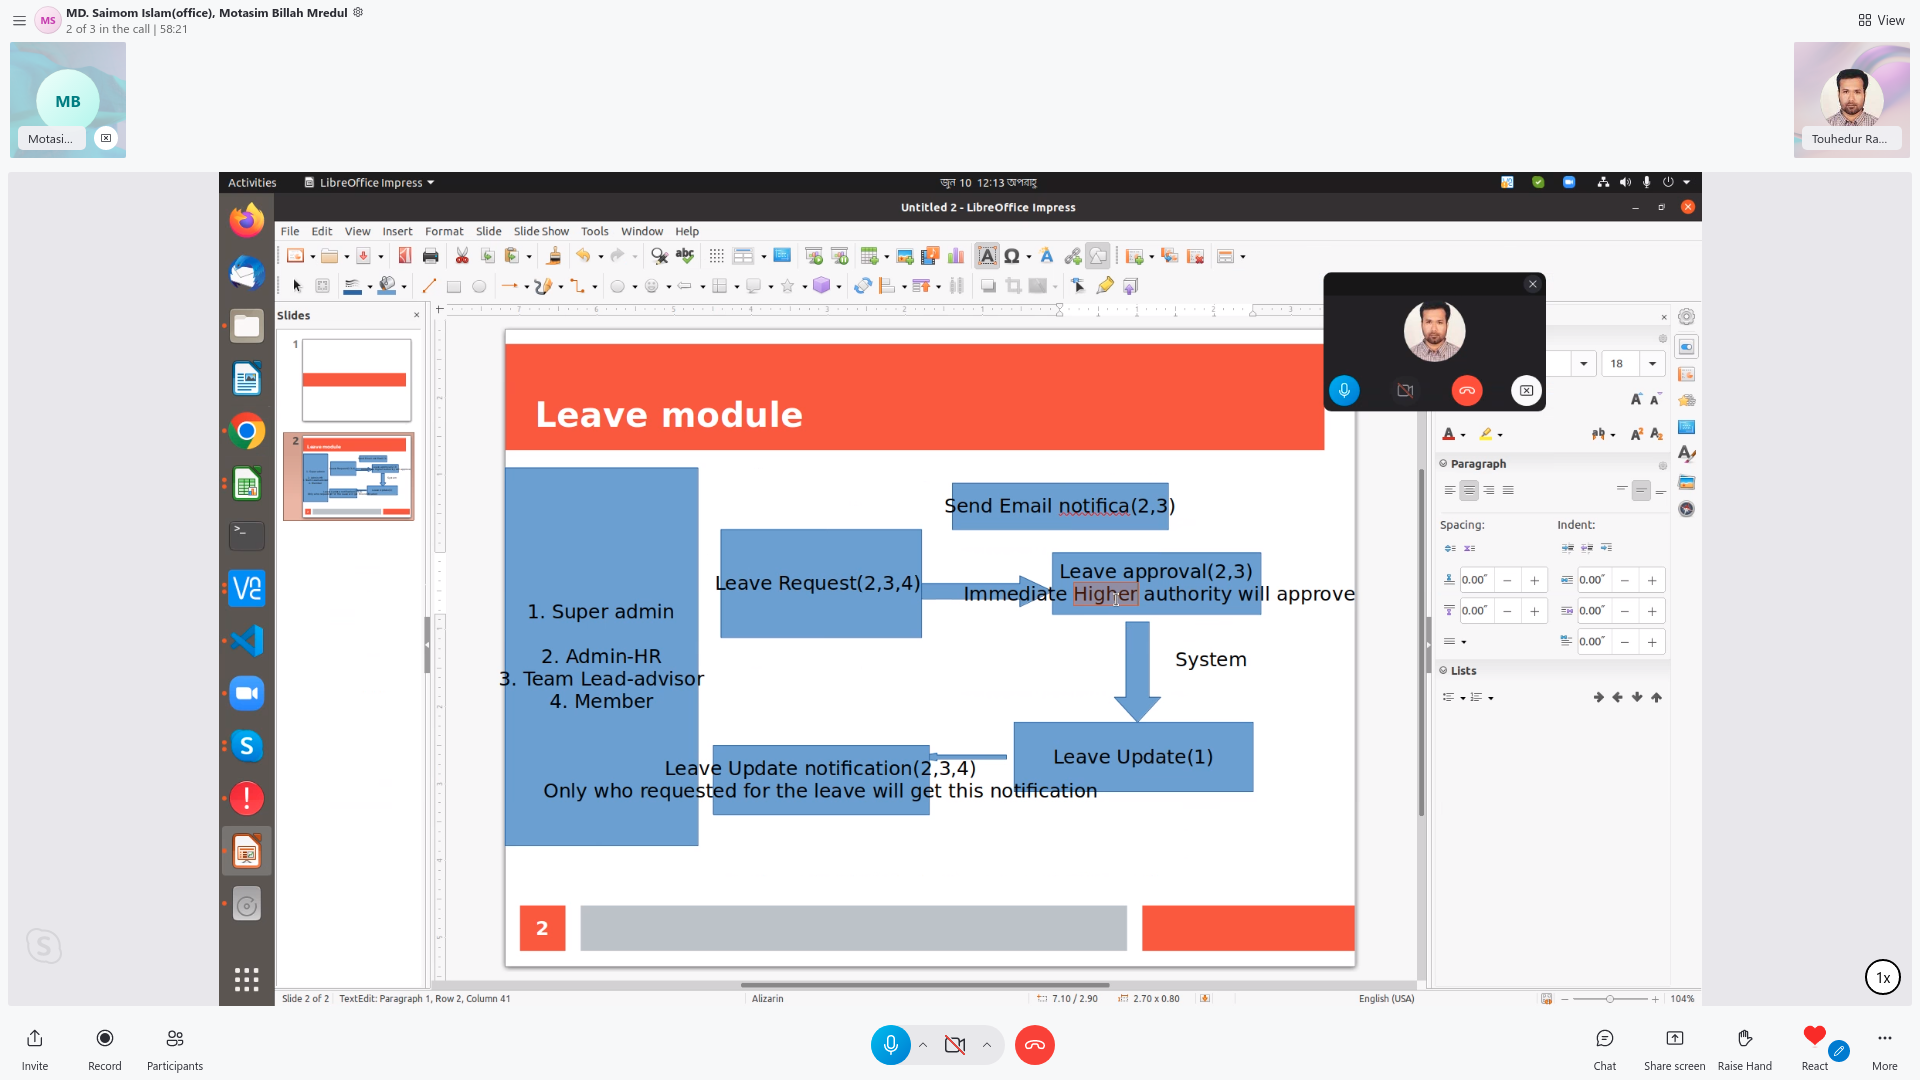 MD. Saimom Islam(office), Motasim Billah Mredul
2 of 3 in the call | 58:21
View
MS
MB
Motasi...
Touhedur Ra...
Activities
LibreOffice Impress
জুন 10 12:13 অপরাহ্ণ
Untitled 2 - LibreOffice Impress
File Edit View Insert Format Slide Slide Show Tools Window Help
Slides
1
2
Leave module
18
Send Email notifica(2,3)
Leave Request(2,3,4)
Leave approval(2,3)
Immediate Higher authority will approve
1. Super admin
2. Admin-HR
3. Team Lead-advisor
4. Member
System
Leave Update(1)
Leave Update notification(2,3,4)
Only who requested for the leave will get this notification
2
Paragraph
Spacing:
Indent:
0.00"
0.00"
0.00"
0.00"
0.00"
Lists
Slide 2 of 2
TextEdit: Paragraph 1, Row 2, Column 41
Alizarin
7.10 / 2.90
2.70 x 0.80
English (USA)
104%
1x
Invite
Record
Participants
Chat
Share screen
Raise Hand
React
More